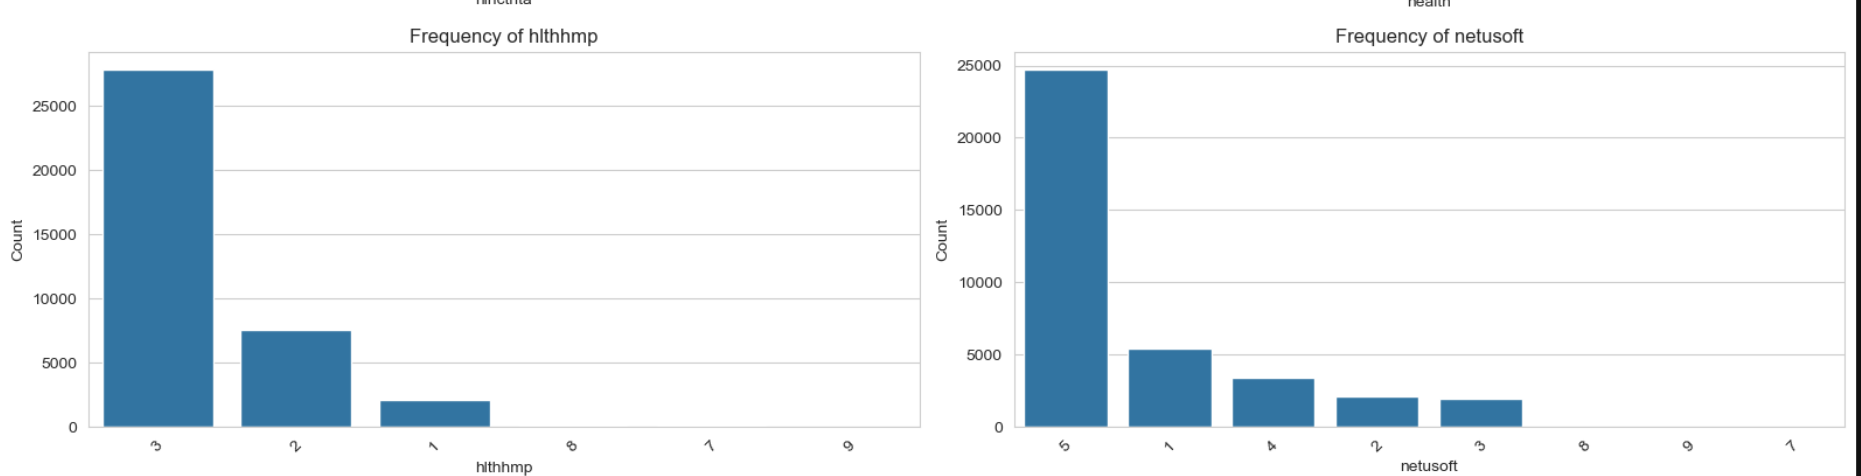 health
Frequency of hlthhmp
25000
20000
15000
10000
5000
0
Count
3 2 1 8 7 9
hlthhmp
Frequency of netusoft
25000
20000
15000
10000
5000
0
Count
5 1 4 2 3 8 9 7
netusoft